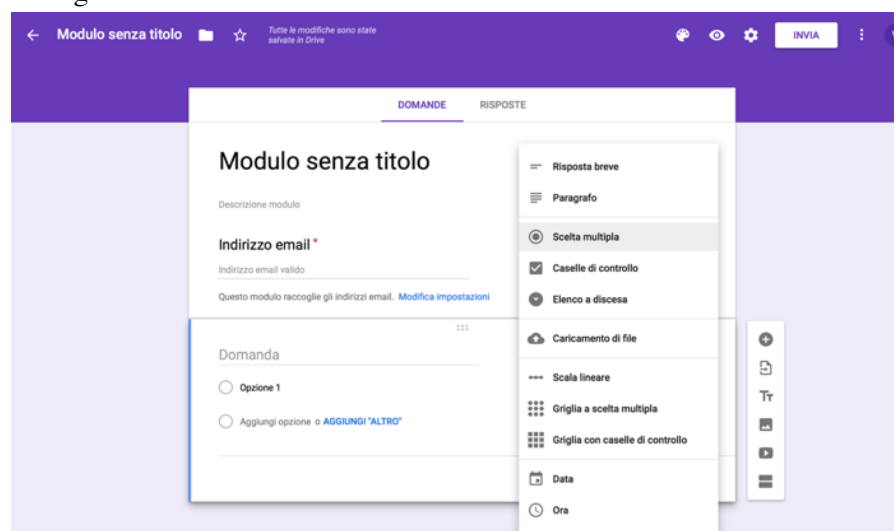 Modulo senza titolo
Tutte le modifiche sono state
salvate in Drive
INVIA
DOMANDE RISPOSTE
Modulo senza titolo
Descrizione modulo
Indirizzo email *
Indirizzo email valido
Questo modulo raccoglie gli indirizzi email. Modifica impostazioni
Domanda
Opzione 1
Aggiungi opzione o AGGIUNGI "ALTRO"
Risposta breve
Paragrafo
Scelta multipla
Caselle di controllo
Elenco a discesa
Caricamento di file
Scala lineare
Griglia a scelta multipla
Griglia con caselle di controllo
Data
Ora
Tт